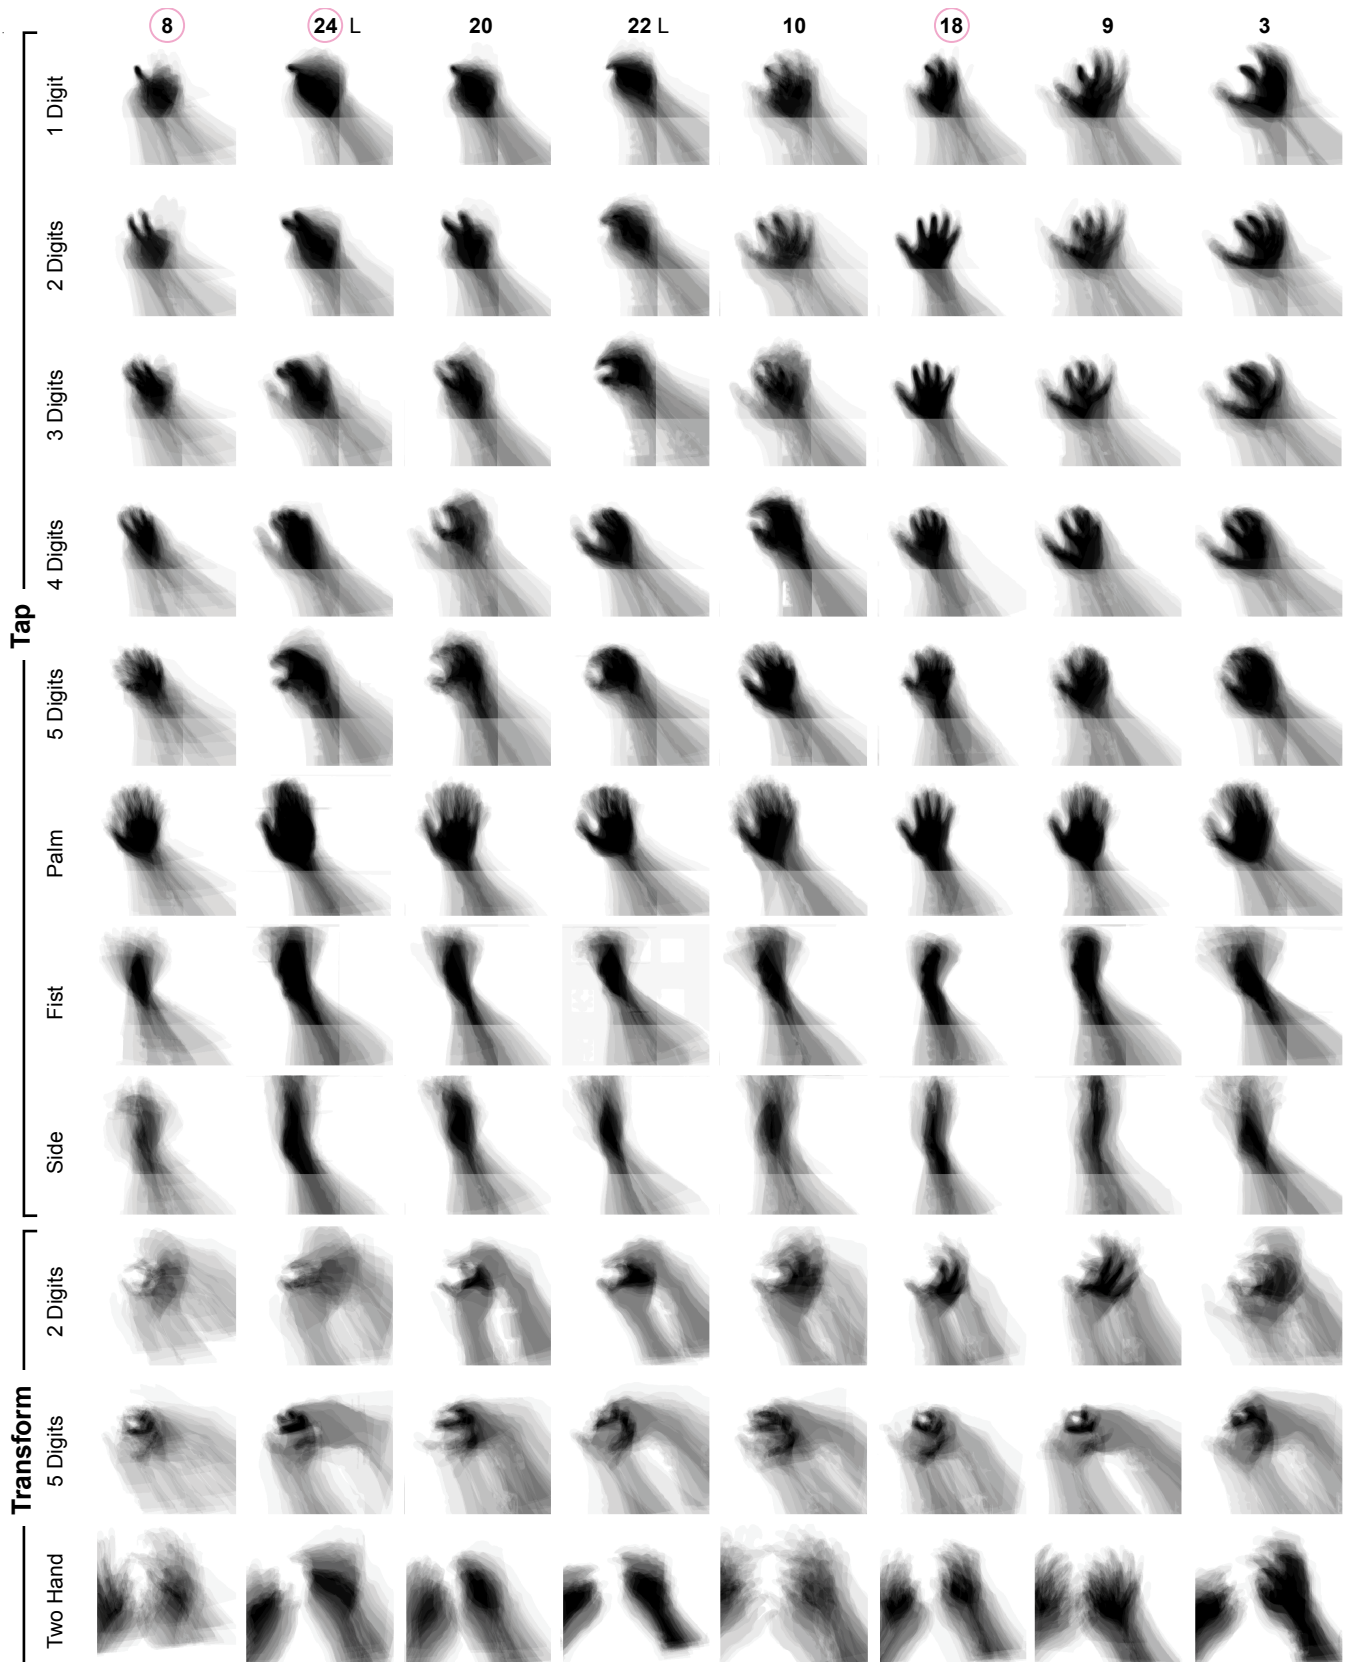 8 24 L 20 22 L 10 18 9 3
Tap
1 Digit
2 Digits
3 Digits
4 Digits
5 Digits
Palm
Fist
Side
Transform
2 Digits
5 Digits
Two Hand